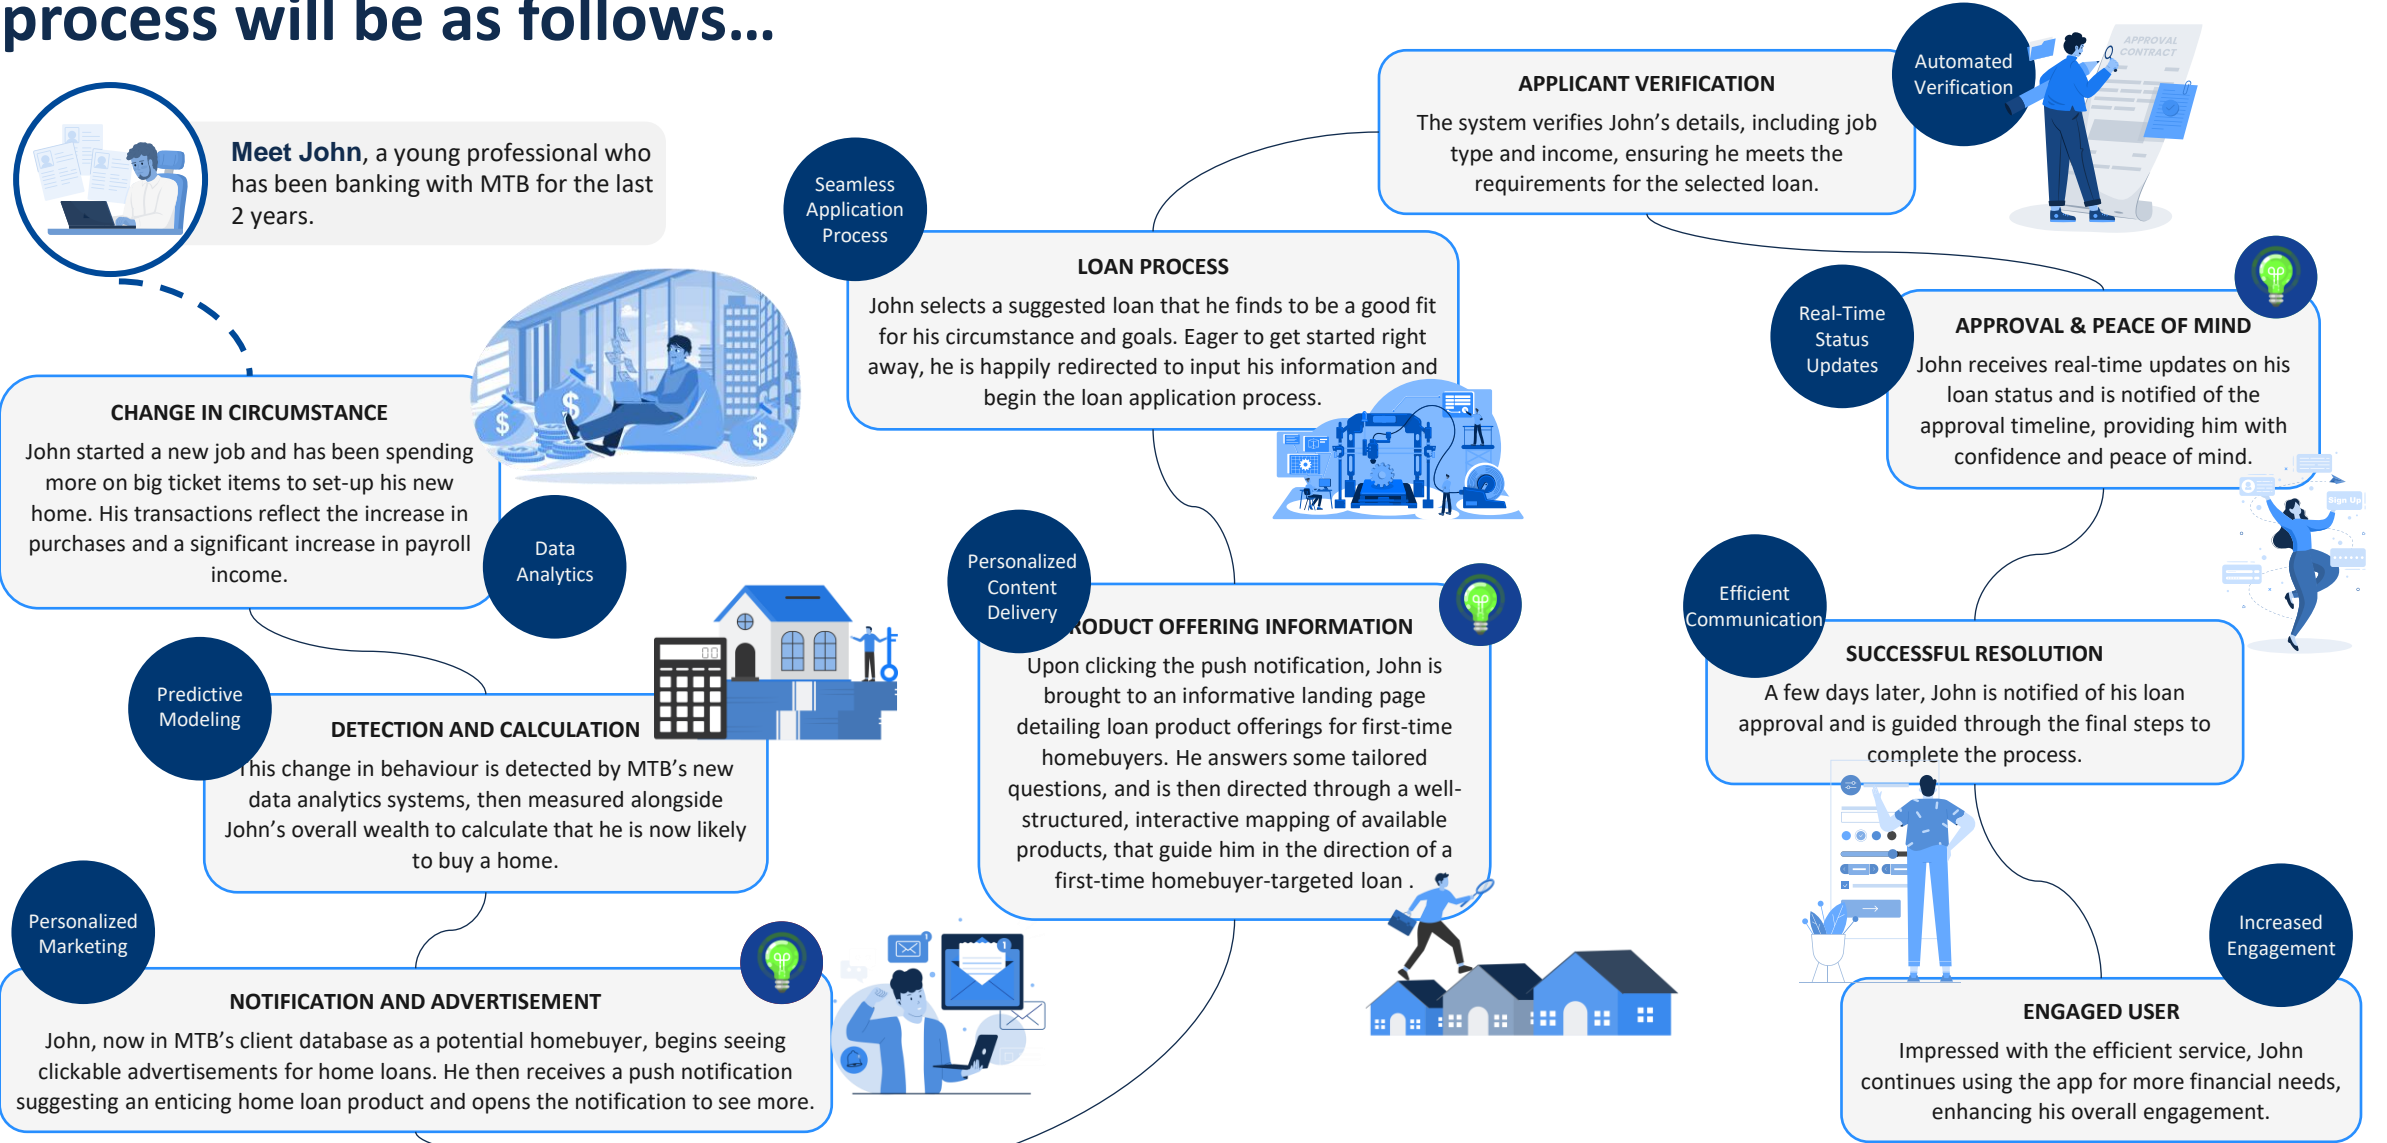 process will be as follows...
Meet John, a young professional who
has been banking with MTB for the last
2 years.
CHANGE IN CIRCUMSTANCE
John started a new job and has been spending
more on big ticket items to set-up his new
home. His transactions reflect the increase in
purchases and a significant increase in payroll
income.
Data
Analytics
Predictive
Modeling
DETECTION AND CALCULATION
This change in behaviour is detected by MTB's new
data analytics systems, then measured alongside
John's overall wealth to calculate that he is now likely
to buy a home.
Personalized
Marketing
NOTIFICATION AND ADVERTISEMENT
John, now in MTB's client database as a potential homebuyer, begins seeing
clickable advertisements for home loans. He then receives a push notification
suggesting an enticing home loan product and opens the notification to see more.
Personalized
Content
Delivery
RODUCT OFFERING INFORMATION
Upon clicking the push notification, John is
brought to an informative landing page
detailing loan product offerings for first-time
homebuyers. He answers some tailored
questions, and is then directed through a well-
structured, interactive mapping of available
products, that guide him in the direction of a
first-time homebuyer-targeted loan .
Seamless
Application
Process
LOAN PROCESS
John selects a suggested loan that he finds to be a good fit
for his circumstance and goals. Eager to get started right
away, he is happily redirected to input his information and
begin the loan application process.
Automated
Verification
APPROVAL
CONTRACT
APPLICANT VERIFICATION
The system verifies John's details, including job
type and income, ensuring he meets the
requirements for the selected loan.
Real-Time
Status
Updates
APPROVAL & PEACE OF MIND
John receives real-time updates on his
loan status and is notified of the
approval timeline, providing him with
confidence and peace of mind.
Sign Up
Efficient
Communication
SUCCESSFUL RESOLUTION
A few days later, John is notified of his loan
approval and is guided through the final steps to
complete the process.
Increased
Engagement
ENGAGED USER
Impressed with the efficient service, John
continues using the app for more financial needs,
enhancing his overall engagement.